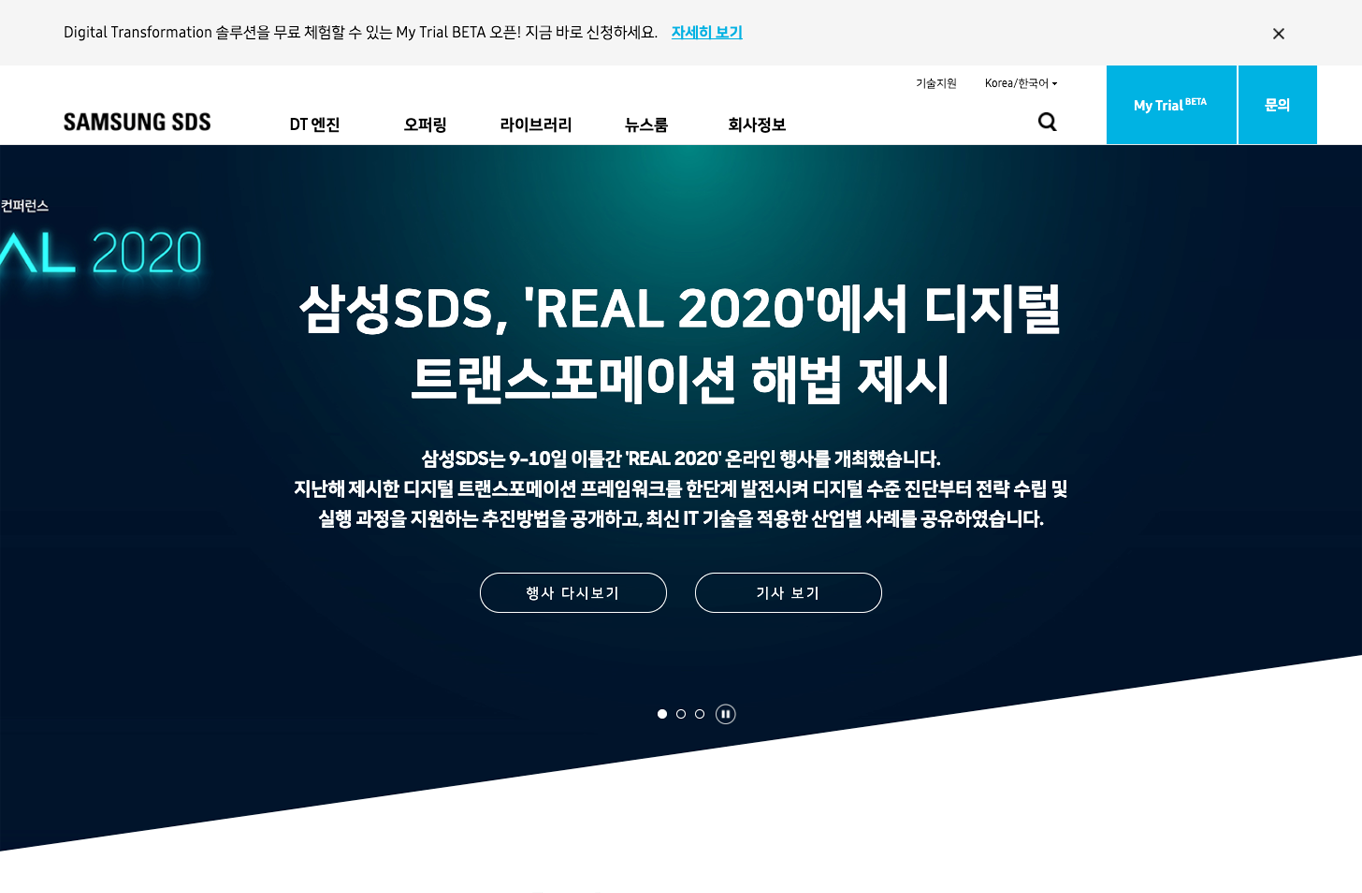 Digital Transformation 솔루션을 무료 체험할 수 있는 My Trial BETA 오픈! 지금 바로 신청하세요. 자세히 보기
기술지원 Korea/한국어
SAMSUNG SDS DT 엔진 오퍼링 라이브러리 뉴스룸 회사정보 My Trial BETA 문의
컨퍼런스
AL 2020
삼성SDS, 'REAL 2020'에서 디지털
트랜스포메이션 해법 제시
삼성SDS는 9-10일 이틀간 'REAL 2020' 온라인 행사를 개최했습니다.
지난해 제시한 디지털 트랜스포메이션 프레임워크를 한단계 발전시켜 디지털 수준 진단부터 전략 수립 및
실행 과정을 지원하는 추진방법을 공개하고, 최신 IT 기술을 적용한 산업별 사례를 공유하였습니다.
행사 다시보기 기사 보기